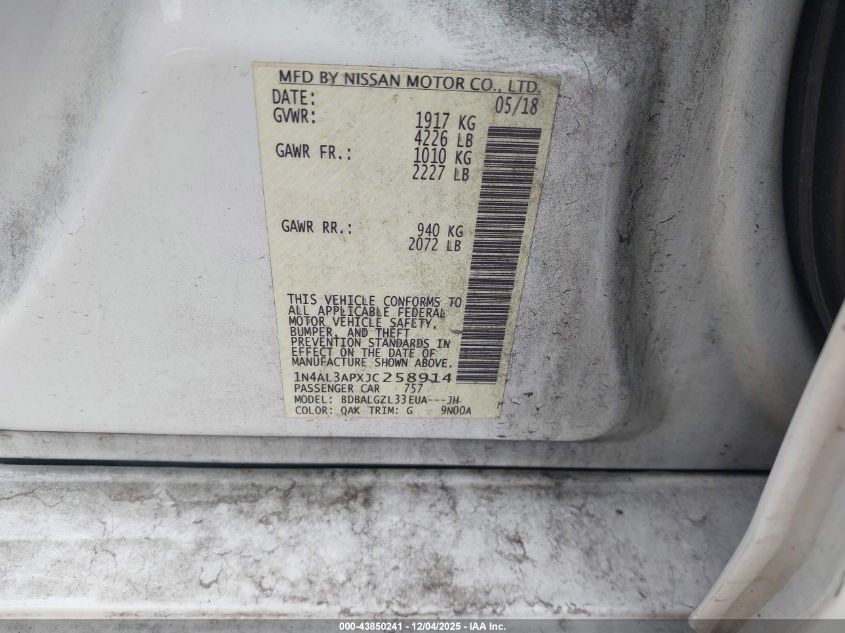 MFD BY NISSAN MOTOR CO., LTD.
DATE: 05/18
GVWR: 1917 KG
4226 LB
GAWR FR.: 1010 KG
2227 LB
GAWR RR.: 940 KG
2072 LB
THIS VEHICLE CONFORMS TO
ALL APPLICABLE FEDERAL
MOTOR VEHICLE SAFETY,
BUMPER, AND THEFT
PREVENTION STANDARDS IN
EFFECT ON THE DATE OF
MANUFACTURE SHOWN ABOVE.
1N4AL3APXJC258914
PASSENGER CAR 757
MODEL: BDBALGZL33EUA---JH
COLOR: QAK TRIM: G 9N00A
000-43850241 - 12/04/2025 - IAA Inc.